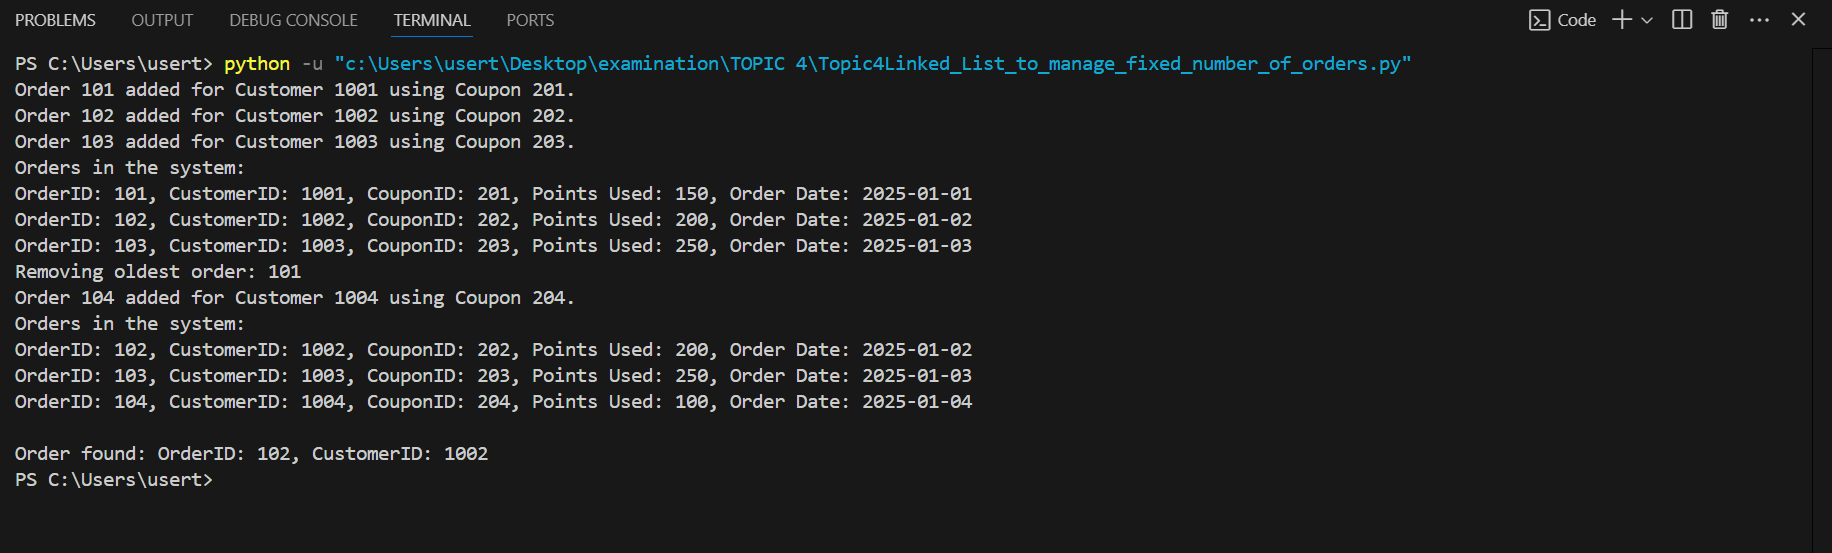 PROBLEMS OUTPUT DEBUG CONSOLE TERMINAL PORTS Code
PS C:\Users\usert> python -u "c:\Users\usert\Desktop\examination\TOPIC 4\Topic4Linked_List_to_manage_fixed_number_of_orders.py"
Order 101 added for Customer 1001 using Coupon 201.
Order 102 added for Customer 1002 using Coupon 202.
Order 103 added for Customer 1003 using Coupon 203.
Orders in the system:
OrderID: 101, CustomerID: 1001, CouponID: 201, Points Used: 150, Order Date: 2025-01-01
OrderID: 102, CustomerID: 1002, CouponID: 202, Points Used: 200, Order Date: 2025-01-02
OrderID: 103, CustomerID: 1003, CouponID: 203, Points Used: 250, Order Date: 2025-01-03
Removing oldest order: 101
Order 104 added for Customer 1004 using Coupon 204.
Orders in the system:
OrderID: 102, CustomerID: 1002, CouponID: 202, Points Used: 200, Order Date: 2025-01-02
OrderID: 103, CustomerID: 1003, CouponID: 203, Points Used: 250, Order Date: 2025-01-03
OrderID: 104, CustomerID: 1004, CouponID: 204, Points Used: 100, Order Date: 2025-01-04
Order found: OrderID: 102, CustomerID: 1002
PS C:\Users\usert>